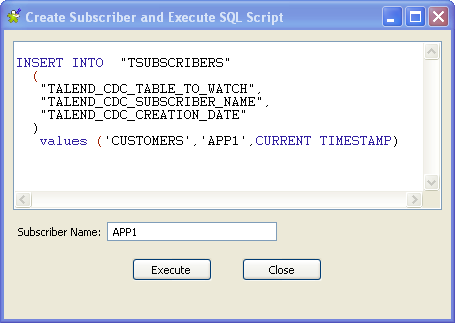 Create Subscriber and Execute SQL Script
INSERT INTO "TSUBSCRIBERS"
(
"TALEND_CDC_TABLE_TO_WATCH",
"TALEND_CDC_SUBSCRIBER_NAME",
"TALEND_CDC_CREATION_DATE"
)
values ('CUSTOMERS','APP1',CURRENT TIMESTAMP)
Subscriber Name: APP1
Execute Close